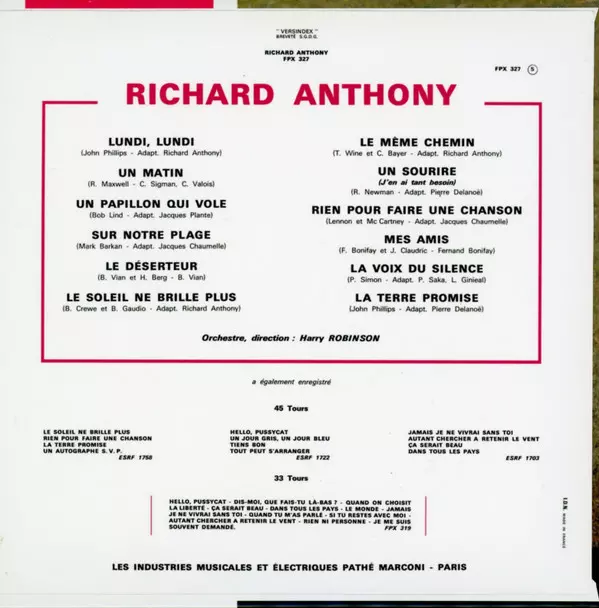 " VERSINDEX "
BREVETÉ S.G.D.G.
RICHARD ANTHONY
FPX 327
FPX 327 S
RICHARD ANTHONY
LUNDI, LUNDI
(John Phillips - Adapt. Richard Anthony)
UN MATIN
(R. Maxwell - C. Sigman, C. Valois)
UN PAPILLON QUI VOLE
(Bob Lind - Adapt. Jacques Plante)
SUR NOTRE PLAGE
(Mark Barkan - Adapt. Jacques Chaumelle)
LE DÉSERTEUR
(B. Vian et H. Berg - B. Vian)
LE SOLEIL NE BRILLE PLUS
(B. Crewe et B. Gaudio - Adapt. Richard Anthony)
LE MÊME CHEMIN
(T. Wine et C. Bayer - Adapt. Richard Anthony)
UN SOURIRE
(J'en ai tant besoin)
(R. Newman - Adapt. Pierre Delanoë)
RIEN POUR FAIRE UNE CHANSON
(Lennon et Mc Cartney - Adapt. Jacques Chaumelle)
MES AMIS
(F. Bonifay et J. Claudric - Fernand Bonifay)
LA VOIX DU SILENCE
(P. Simon - Adapt. P. Saka, L. Ginieal)
LA TERRE PROMISE
(John Phillips - Adapt. Pierre Delanoë)
Orchestre, direction : Harry ROBINSON
a également enregistré
45 Tours
LE SOLEIL NE BRILLE PLUS
RIEN POUR FAIRE UNE CHANSON
LA TERRE PROMISE
UN AUTOGRAPHE S.V.P.
ESRF 1750
HELLO, PUSSYCAT
UN JOUR GRIS, UN JOUR BLEU
TIENS BON
TOUT PEUT S'ARRANGER
ESRF 1722
JAMAIS JE NE VIVRAI SANS TOI
AUTANT CHERCHER A RETENIR LE VENT
ÇA SERAIT BEAU
DANS TOUS LES PAYS
ESRF 1703
33 Tours
HELLO, PUSSYCAT - DIS-MOI, QUE FAIS-TU LÀ-BAS ? - QUAND ON CHOISIT
LA LIBERTÉ - ÇA SERAIT BEAU - DANS TOUS LES PAYS - LE MONDE - JAMAIS
JE NE VIVRAI SANS TOI - QUAND TU M'AS PARLÉ - SI TU RESTES AVEC MOI -
AUTANT CHERCHER A RETENIR LE VENT - RIEN NI PERSONNE - JE ME SUIS
SOUVENT DEMANDÉ.
FPX 319
I.D.N. MADE IN FRANCE
LES INDUSTRIES MUSICALES ET ÉLECTRIQUES PATHÉ MARCONI - PARIS